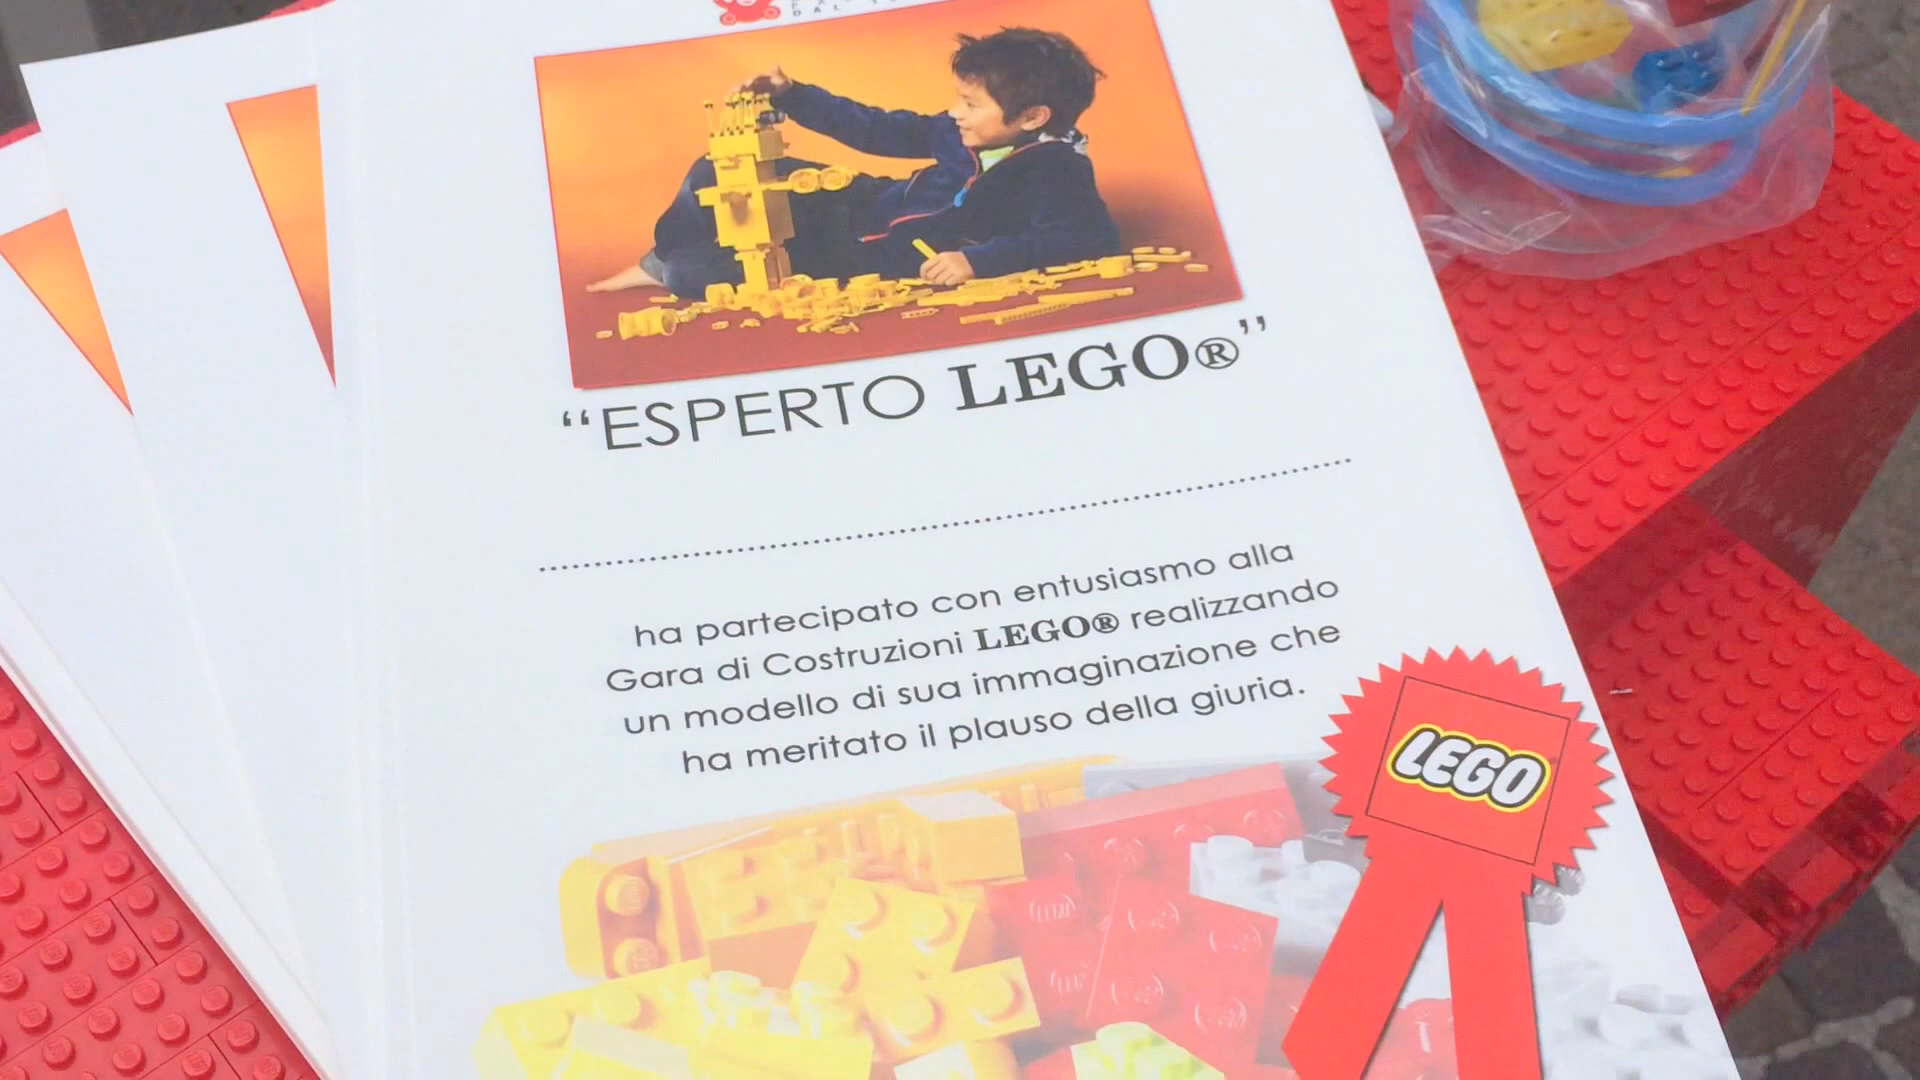 “ESPERTO LEGO®”
ha partecipato con entusiasmo alla
Gara di Costruzioni LEGO® realizzando
un modello di sua immaginazione che
ha meritato il plauso della giuria.
LEGO